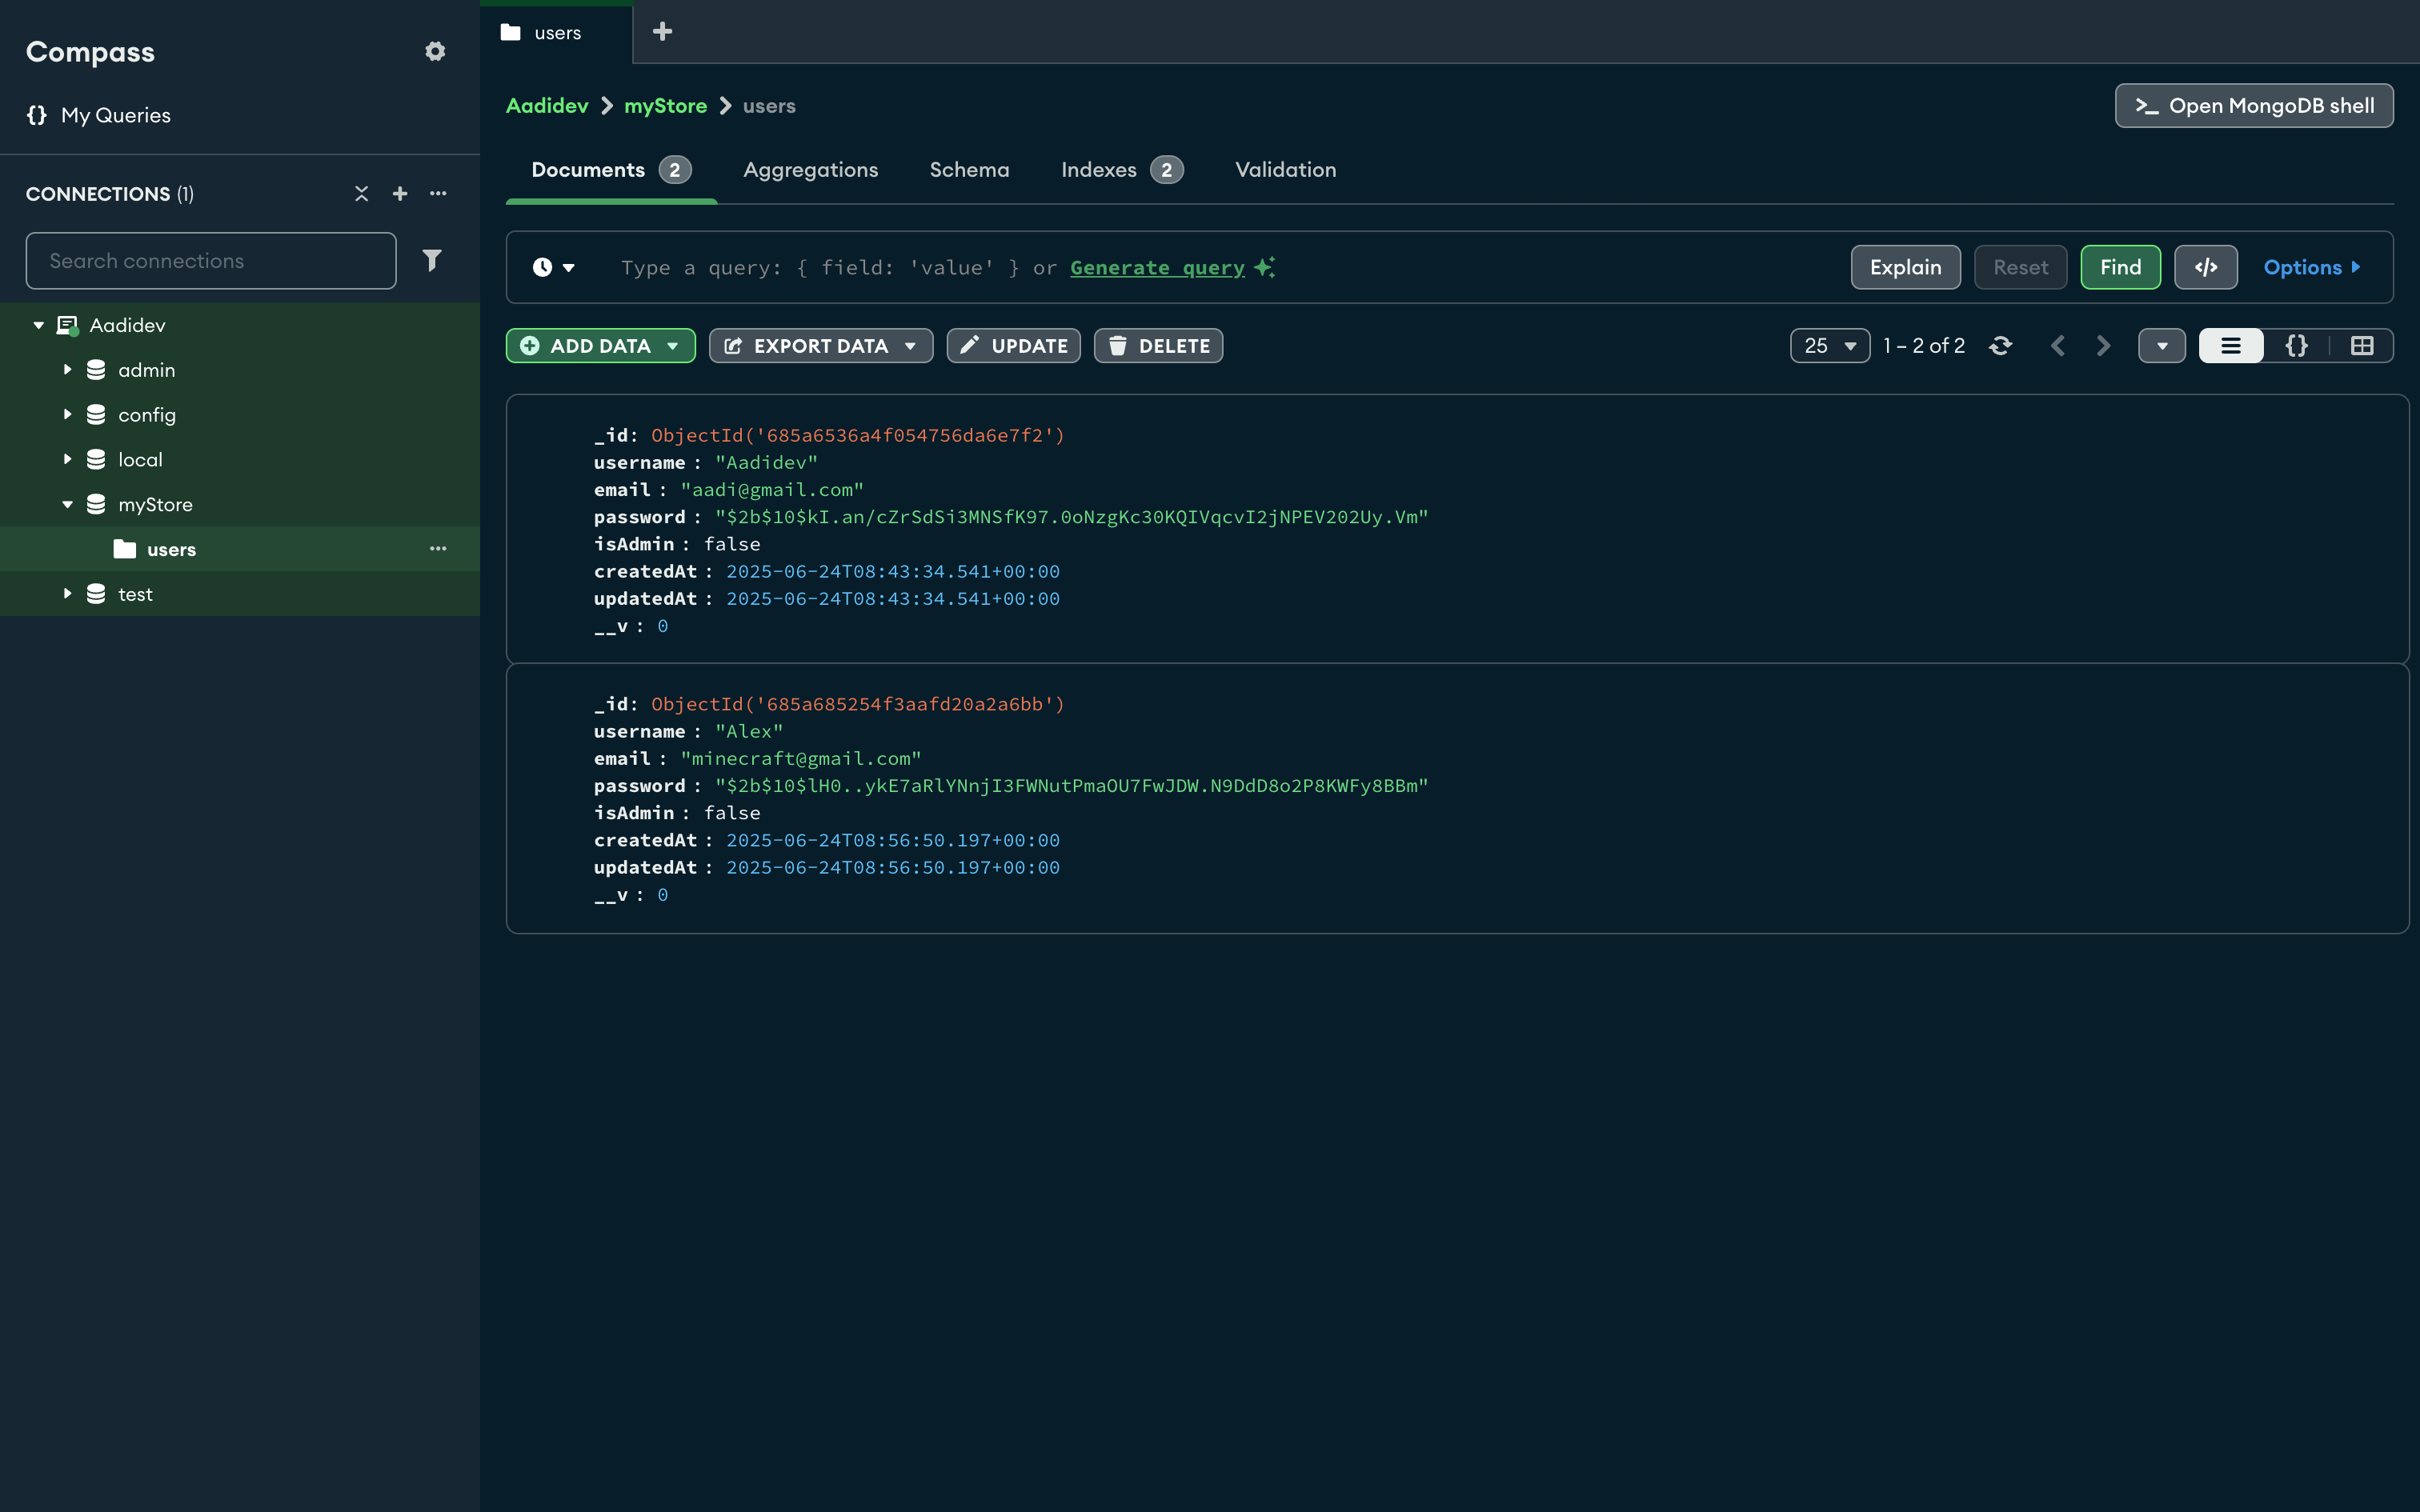 Compass
My Queries
CONNECTIONS (1)
Search connections
Aadidev
admin
config
local
myStore
users
test
users
Aadidev > myStore > users
>_ Open MongoDB shell
Documents 2 Aggregations Schema Indexes 2 Validation
Type a query: { field: 'value' } or Generate query
Explain Reset Find </> Options
ADD DATA EXPORT DATA UPDATE DELETE
25 1 – 2 of 2
_id: ObjectId('685a6536a4f054756da6e7f2')
username : "Aadidev"
email : "aadi@gmail.com"
password : "$2b$10$kI.an/cZrSdSi3MNSfK97.0oNzgKc30KQIVqcvI2jNPEV202Uy.Vm"
isAdmin : false
createdAt : 2025-06-24T08:43:34.541+00:00
updatedAt : 2025-06-24T08:43:34.541+00:00
__v : 0
_id: ObjectId('685a685254f3aafd20a2a6bb')
username : "Alex"
email : "minecraft@gmail.com"
password : "$2b$10$lH0..ykE7aRlYNnjI3FWNutPmaOU7FwJDW.N9DdD8o2P8KWFy8BBm"
isAdmin : false
createdAt : 2025-06-24T08:56:50.197+00:00
updatedAt : 2025-06-24T08:56:50.197+00:00
__v : 0